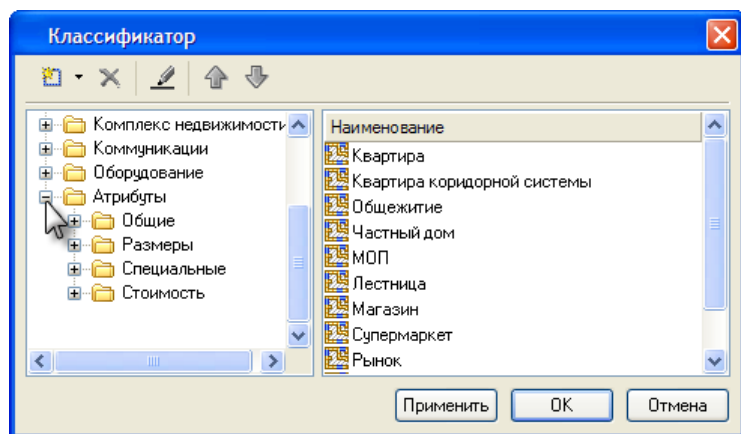 Классификатор
Комплекс недвижимости
Коммуникации
Оборудование
Атрибуты
Общие
Размеры
Специальные
Стоимость
Наименование
Квартира
Квартира коридорной системы
Общежитие
Частный дом
МОП
Лестница
Магазин
Супермаркет
Рынок
Применить
OK
Отмена